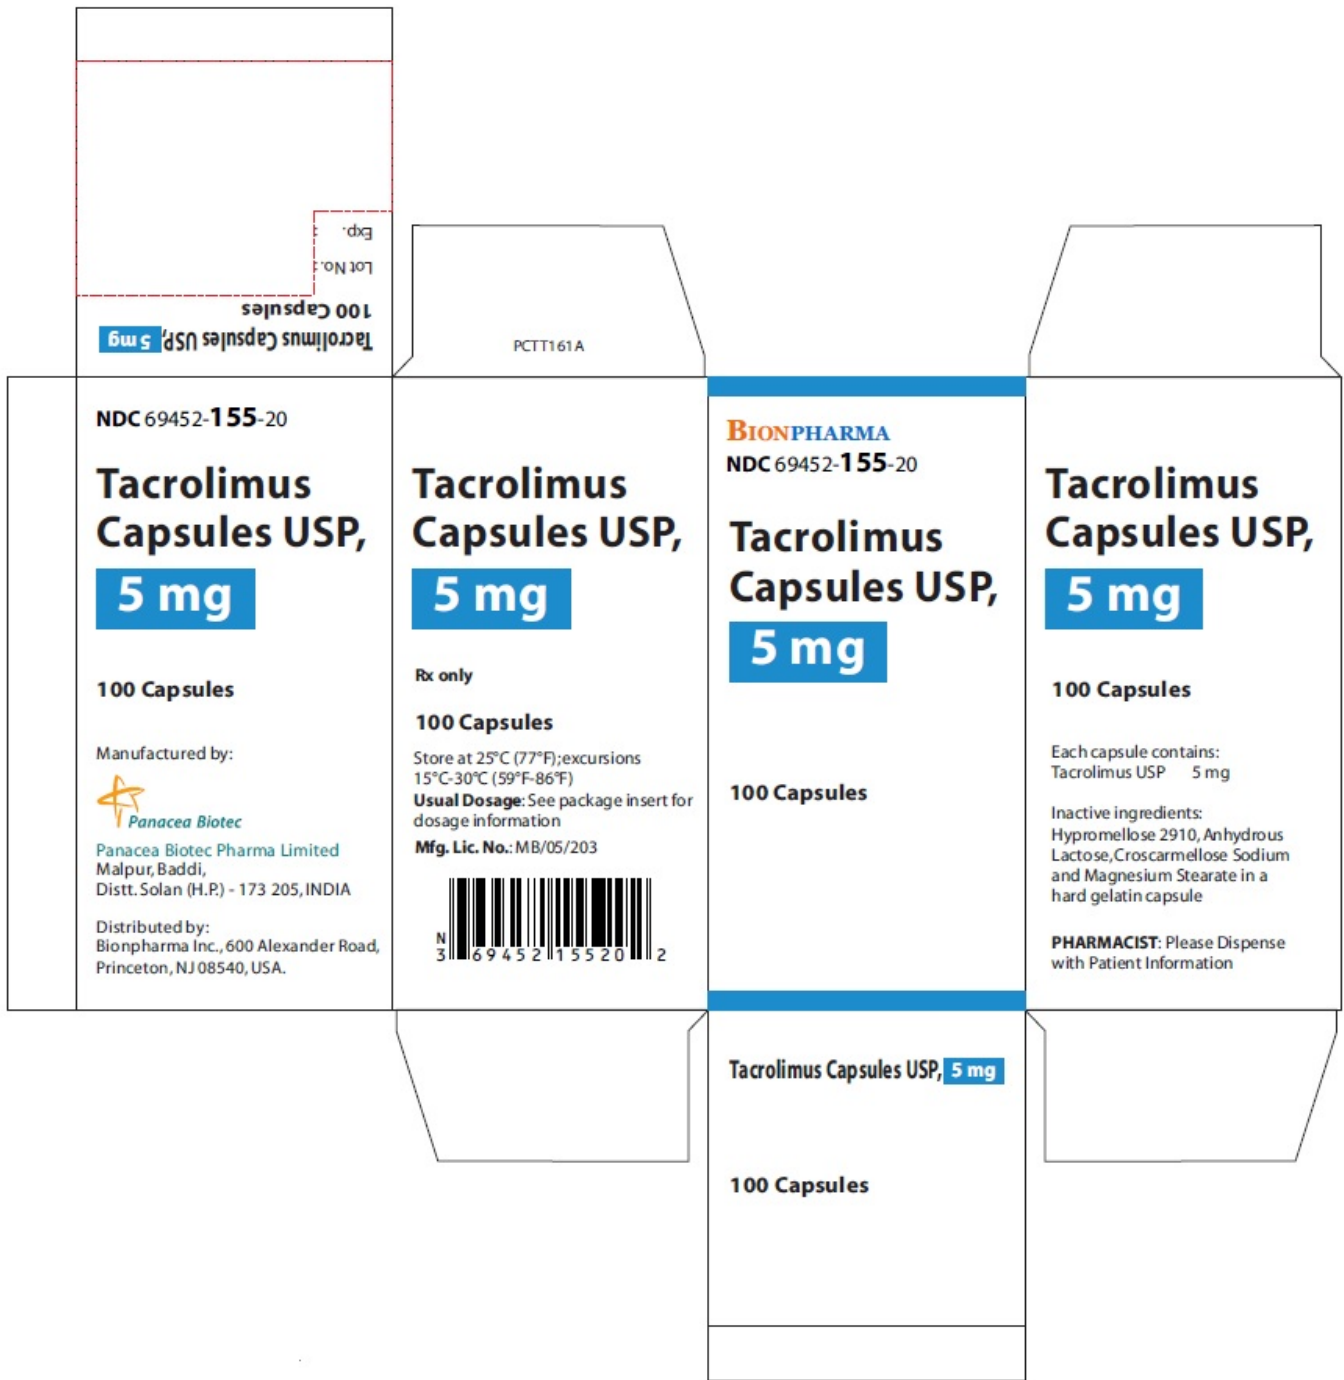 Tacrolimus Capsules USP, 5 mg
100 Capsules
Lot No. :
Exp. :
NDC 69452-155-20
Tacrolimus
Capsules USP,
5 mg
100 Capsules
Manufactured by:
Panacea Biotec
Panacea Biotec Pharma Limited
Malpur, Baddi,
Distt. Solan (H.P.) - 173 205, INDIA
Distributed by:
Bionpharma Inc., 600 Alexander Road,
Princeton, NJ 08540, USA.
PCTT161A
Tacrolimus
Capsules USP,
5 mg
Rx only
100 Capsules
Store at 25°C (77°F); excursions
15°C-30°C (59°F-86°F)
Usual Dosage: See package insert for
dosage information
Mfg. Lic. No.: MB/05/203
N
3 69452 15520 2
BIONPHARMA
NDC 69452-155-20
Tacrolimus
Capsules USP,
5 mg
100 Capsules
Tacrolimus Capsules USP, 5 mg
100 Capsules
Tacrolimus
Capsules USP,
5 mg
100 Capsules
Each capsule contains:
Tacrolimus USP 5 mg
Inactive ingredients:
Hypromellose 2910, Anhydrous
Lactose, Croscarmellose Sodium
and Magnesium Stearate in a
hard gelatin capsule
PHARMACIST: Please Dispense
with Patient Information